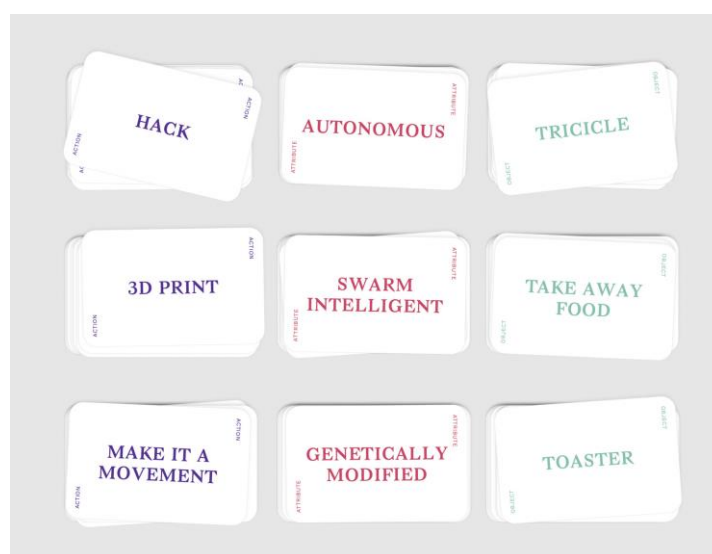 HACK
ACTION
ACTION
AUTONOMOUS
ATTRIBUTE
ATTRIBUTE
TRICICLE
OBJECT
OBJECT
3D PRINT
ACTION
ACTION
SWARM
INTELLIGENT
ATTRIBUTE
ATTRIBUTE
TAKE AWAY
FOOD
OBJECT
OBJECT
MAKE IT A
MOVEMENT
ACTION
ACTION
GENETICALLY
MODIFIED
ATTRIBUTE
ATTRIBUTE
TOASTER
OBJECT
OBJECT